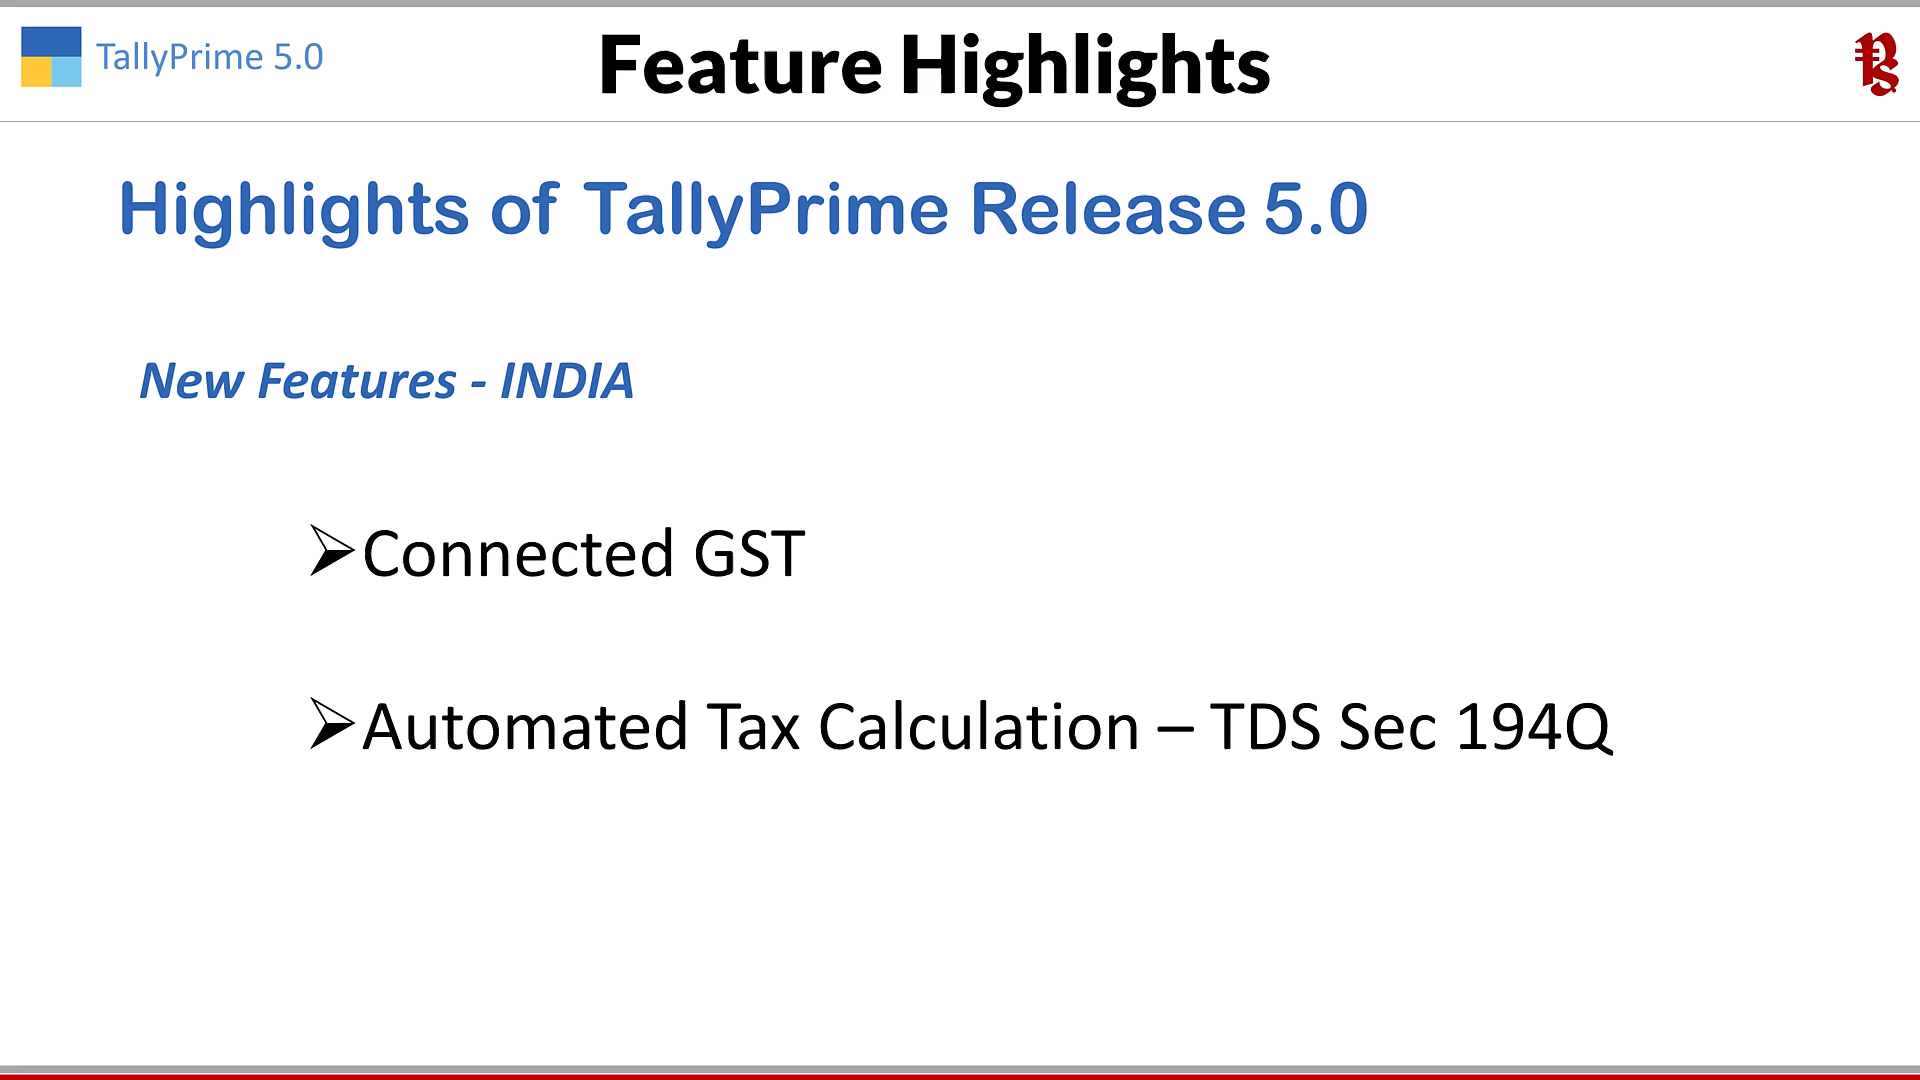 TallyPrime 5.0
Feature Highlights
Highlights of TallyPrime Release 5.0
New Features - INDIA
➢Connected GST
➢Automated Tax Calculation – TDS Sec 194Q